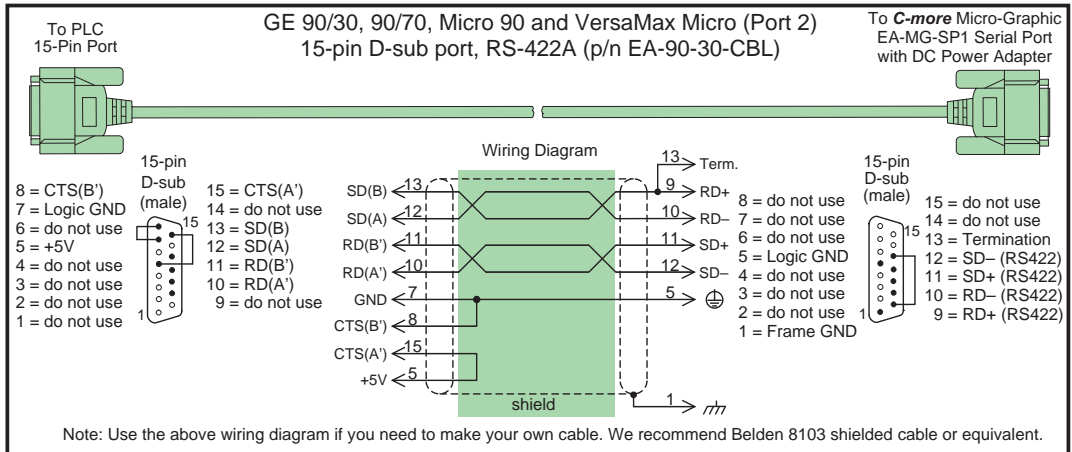 GE 90/30, 90/70, Micro 90 and VersaMax Micro (Port 2)
15-pin D-sub port, RS-422A (p/n EA-90-30-CBL)
To PLC
15-Pin Port
To C-more Micro-Graphic
EA-MG-SP1 Serial Port
with DC Power Adapter
15-pin
D-sub
(male)
8 = CTS(B’)
7 = Logic GND
6 = do not use
5 = +5V
4 = do not use
3 = do not use
2 = do not use
1 = do not use
15
1
15 = CTS(A’)
14 = do not use
13 = SD(B)
12 = SD(A)
11 = RD(B’)
10 = RD(A’)
9 = do not use
Wiring Diagram
13 Term.
SD(B) 13 9 RD+
SD(A) 12 10 RD–
RD(B’) 11 11 SD+
RD(A’) 10 12 SD–
GND 7 5
CTS(B’) 8
CTS(A’) 15
+5V 5
shield
1
8 = do not use
7 = do not use
6 = do not use
5 = Logic GND
4 = do not use
3 = do not use
2 = do not use
1 = Frame GND
15-pin
D-sub
(male)
15
1
15 = do not use
14 = do not use
13 = Termination
12 = SD– (RS422)
11 = SD+ (RS422)
10 = RD– (RS422)
9 = RD+ (RS422)
Note: Use the above wiring diagram if you need to make your own cable. We recommend Belden 8103 shielded cable or equivalent.